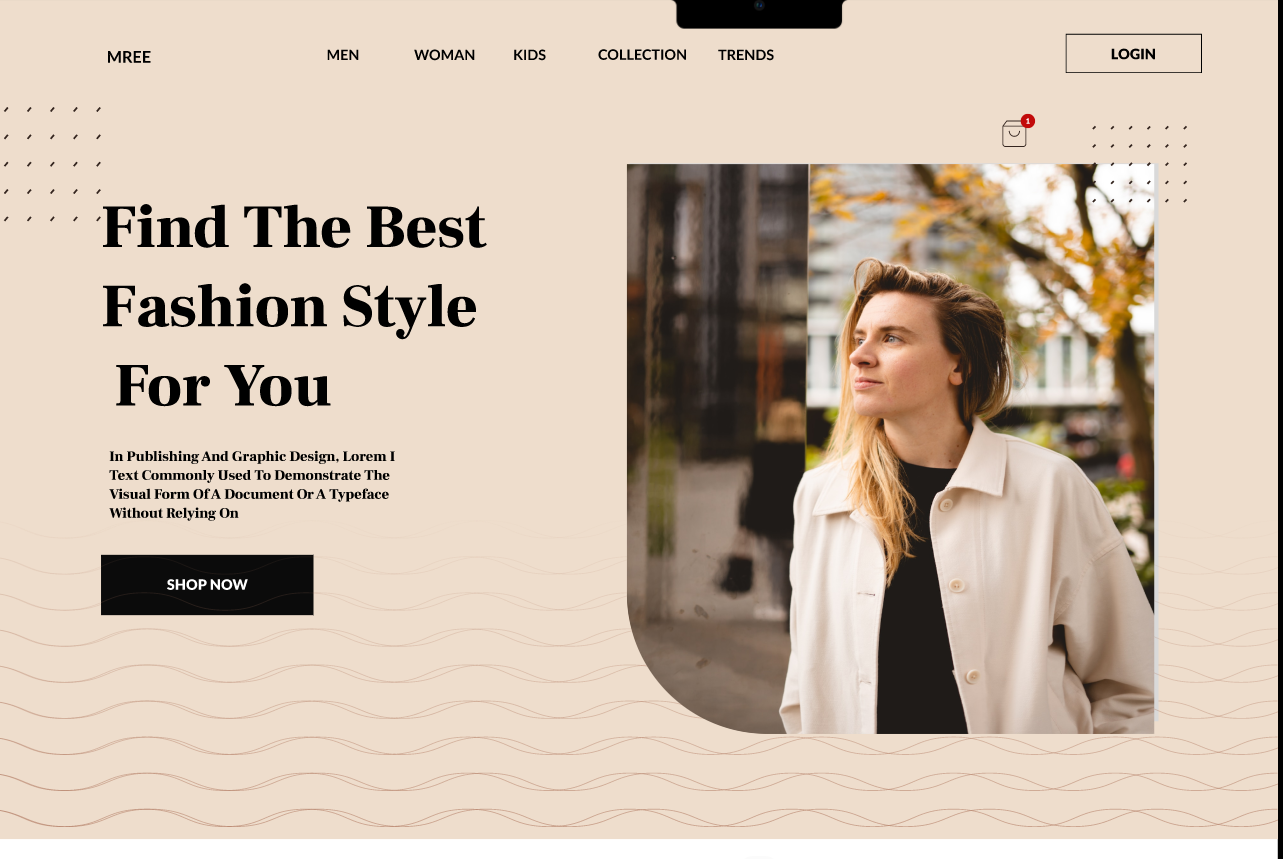 MREE
MEN WOMAN KIDS COLLECTION TRENDS
LOGIN
1
Find The Best
Fashion Style
For You
In Publishing And Graphic Design, Lorem I
Text Commonly Used To Demonstrate The
Visual Form Of A Document Or A Typeface
Without Relying On
SHOP NOW